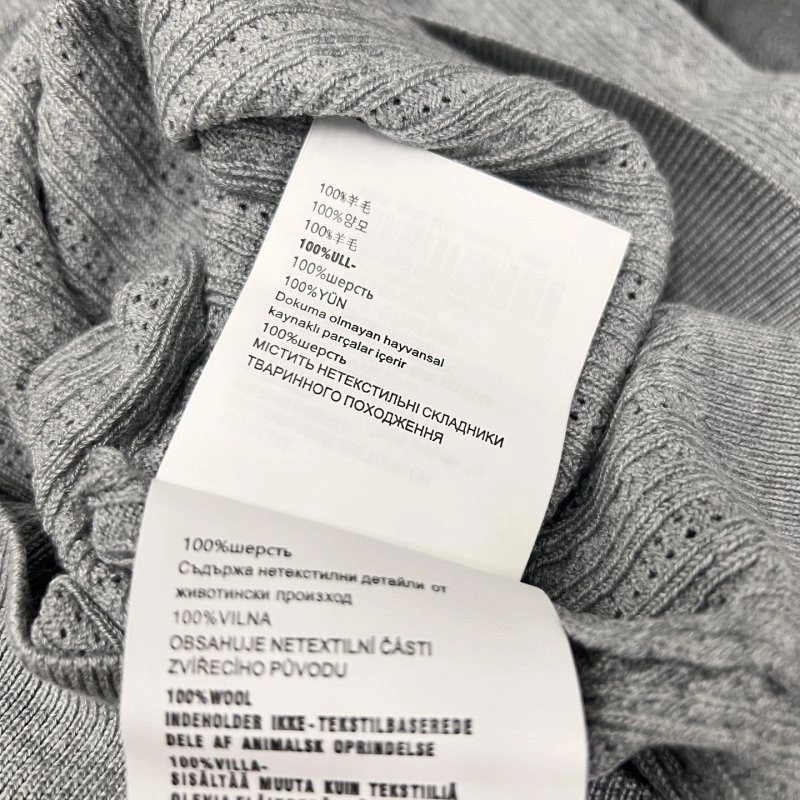 100%羊毛
100%양모
100%羊毛
100%ULL-
100%шерсть
100%YÜN
Dokuma olmayan hayvansal
kaynaklı parçalar içerir
100%шерсть
МІСТИТЬ НЕТЕКСТИЛЬНІ СКЛАДНИКИ
ТВАРИННОГО ПОХОДЖЕННЯ
100%шерсть
Съдържа нетекстилни детайли от
животински произход
100%VILNA
OBSAHUJE NETEXTILNÍ ČÁSTI
ZVÍŘECÍHO PŮVODU
100%WOOL
INDEHOLDER IKKE-TEKSTILBASEREDE
DELE AF ANIMALSK OPRINDELSE
100%VILLA-
SISÄLTÄÄ MUUTA KUIN TEKSTIILIÄ